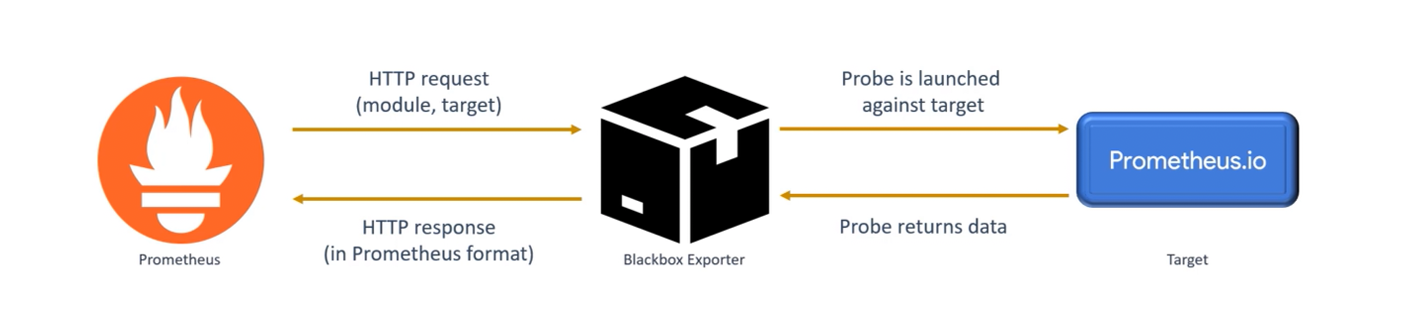 HTTP request
(module, target)
Probe is launched
against target
Prometheus.io
HTTP response
(in Prometheus format)
Probe returns data
Prometheus
Blackbox Exporter
Target